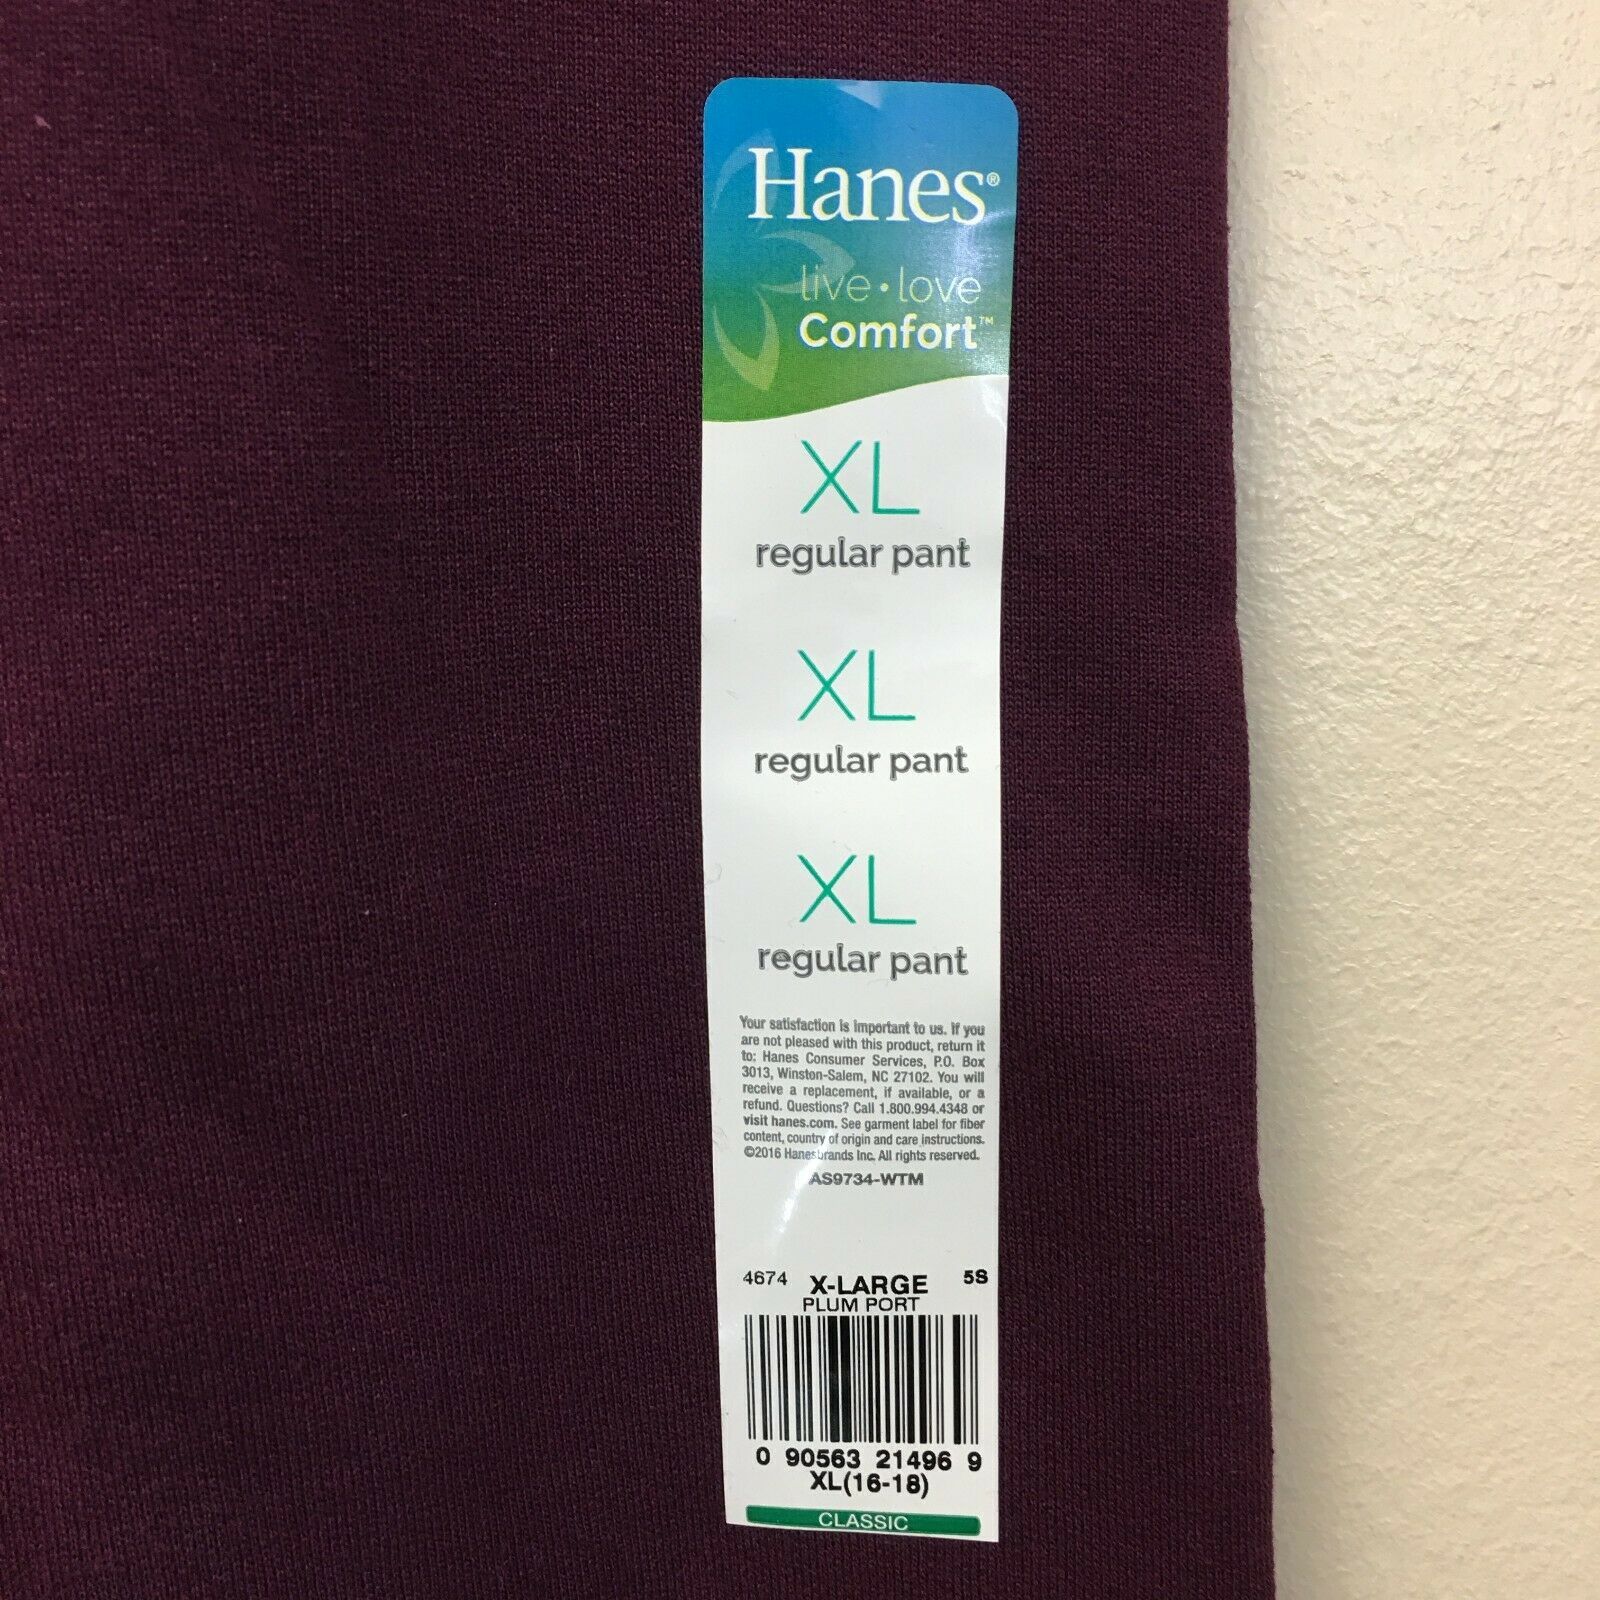 Hanes®
live • love
Comfort™
XL
regular pant
XL
regular pant
XL
regular pant
Your satisfaction is important to us. If you
are not pleased with this product, return it
to: Hanes Consumer Services, P.O. Box
3013, Winston-Salem, NC 27102. You will
receive a replacement, if available, or a
refund. Questions? Call 1.800.994.4348 or
visit hanes.com. See garment label for fiber
content, country of origin and care instructions.
©2016 Hanesbrands Inc. All rights reserved.
AS9734-WTM
4674 X-LARGE 5S
PLUM PORT
0 90563 21496 9
XL(16-18)
CLASSIC